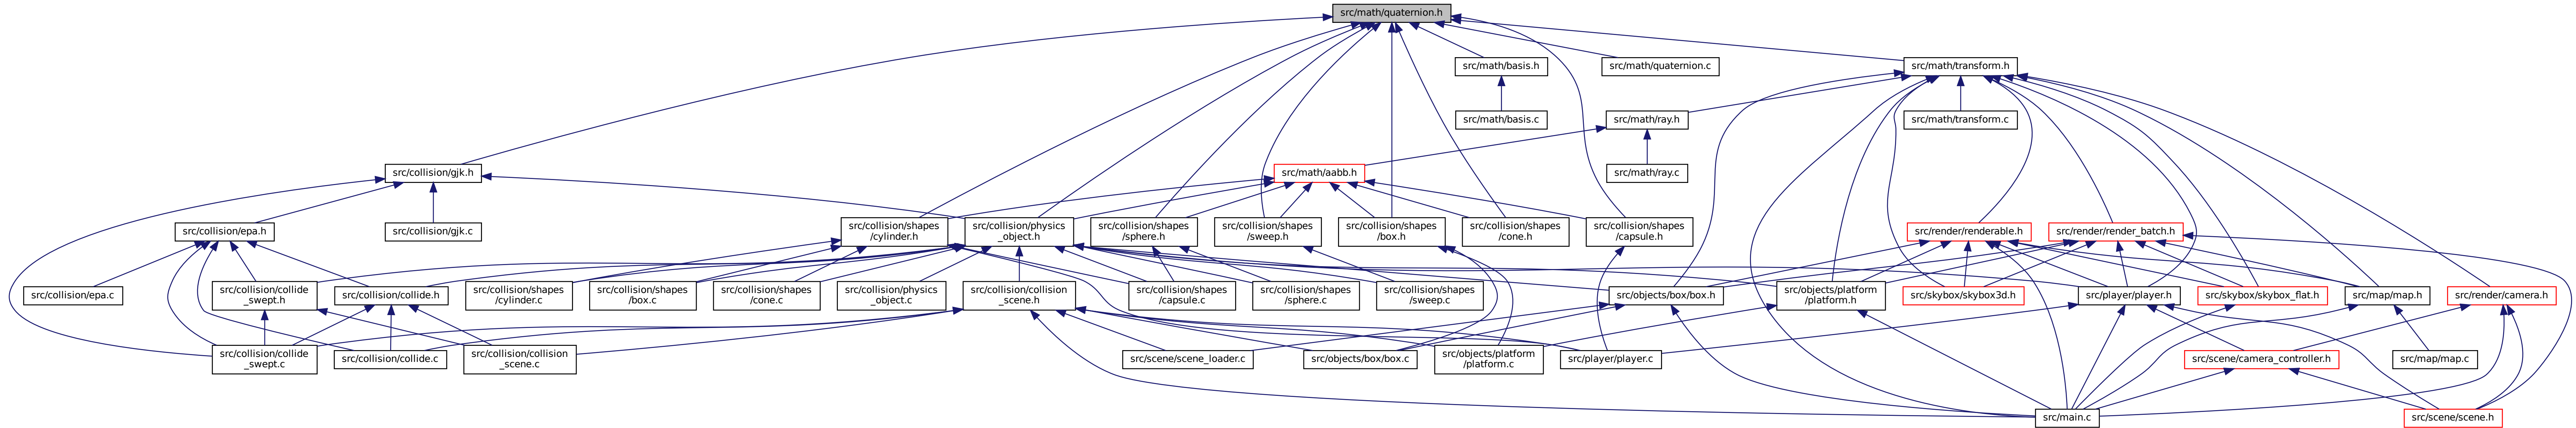 src/math/quaternion.h
src/math/basis.h
src/math/quaternion.c
src/math/transform.h
src/math/basis.c
src/math/ray.h
src/math/transform.c
src/collision/gjk.h
src/math/aabb.h
src/math/ray.c
src/collision/epa.h
src/collision/gjk.c
src/collision/shapes
/cylinder.h
src/collision/physics
_object.h
src/collision/shapes
/sphere.h
src/collision/shapes
/sweep.h
src/collision/shapes
/box.h
src/collision/shapes
/cone.h
src/collision/shapes
/capsule.h
src/render/renderable.h
src/render/render_batch.h
src/collision/epa.c
src/collision/collide
_swept.h
src/collision/collide.h
src/collision/shapes
/cylinder.c
src/collision/shapes
/box.c
src/collision/shapes
/cone.c
src/collision/physics
_object.c
src/collision/collision
_scene.h
src/collision/shapes
/capsule.c
src/collision/shapes
/sphere.c
src/collision/shapes
/sweep.c
src/objects/box/box.h
src/objects/platform
/platform.h
src/skybox/skybox3d.h
src/player/player.h
src/skybox/skybox_flat.h
src/map/map.h
src/render/camera.h
src/collision/collide
_swept.c
src/collision/collide.c
src/collision/collision
_scene.c
src/scene/scene_loader.c
src/objects/box/box.c
src/objects/platform
/platform.c
src/player/player.c
src/scene/camera_controller.h
src/map/map.c
src/main.c
src/scene/scene.h